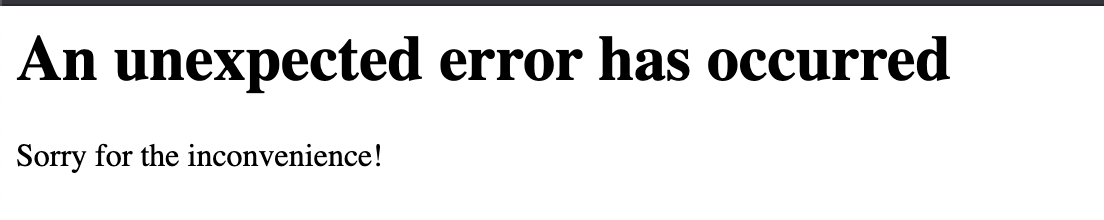 An unexpected error has occurred
Sorry for the inconvenience!